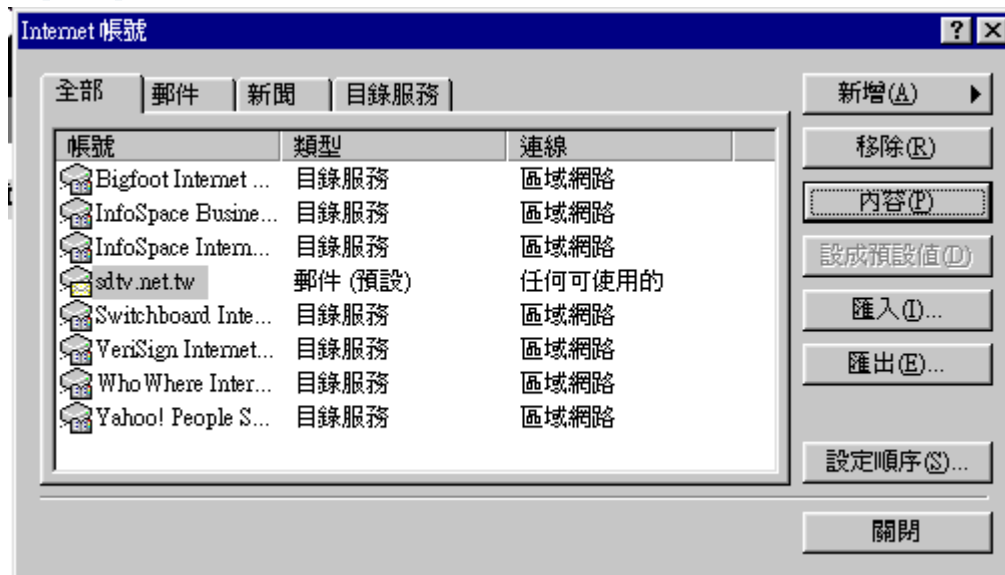 Internet 帳號
全部 郵件 新聞 目錄服務
帳號 類型 連線
Bigfoot Internet ... 目錄服務 區域網路
InfoSpace Busine... 目錄服務 區域網路
InfoSpace Intern... 目錄服務 區域網路
sdtv.net.tw 郵件 (預設) 任何可使用的
Switchboard Inte... 目錄服務 區域網路
VeriSign Internet... 目錄服務 區域網路
WhoWhere Inter... 目錄服務 區域網路
Yahoo! People S... 目錄服務 區域網路
新增(A)
移除(R)
內容(P)
設成預設值(D)
匯入(I)...
匯出(E)...
設定順序(S)...
關閉